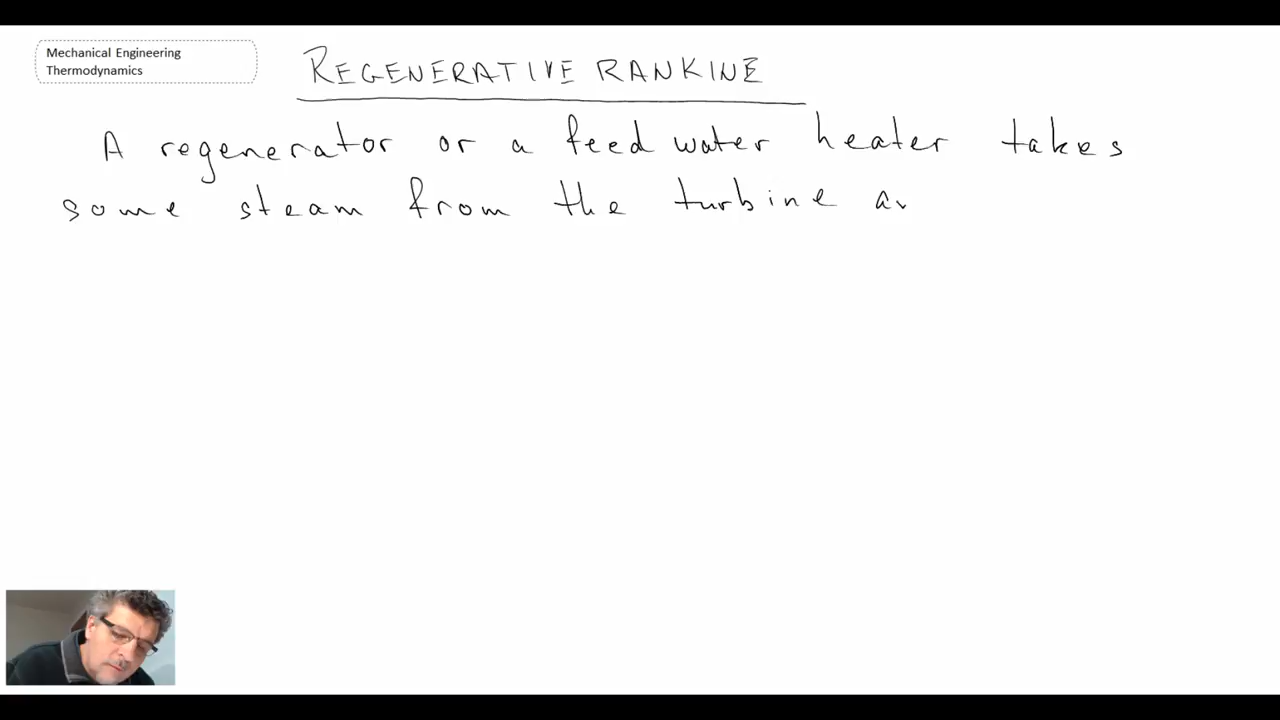 Mechanical Engineering
Thermodynamics
REGENERATIVE RANKINE
A regenerator or a feed water heater takes
some steam from the turbine